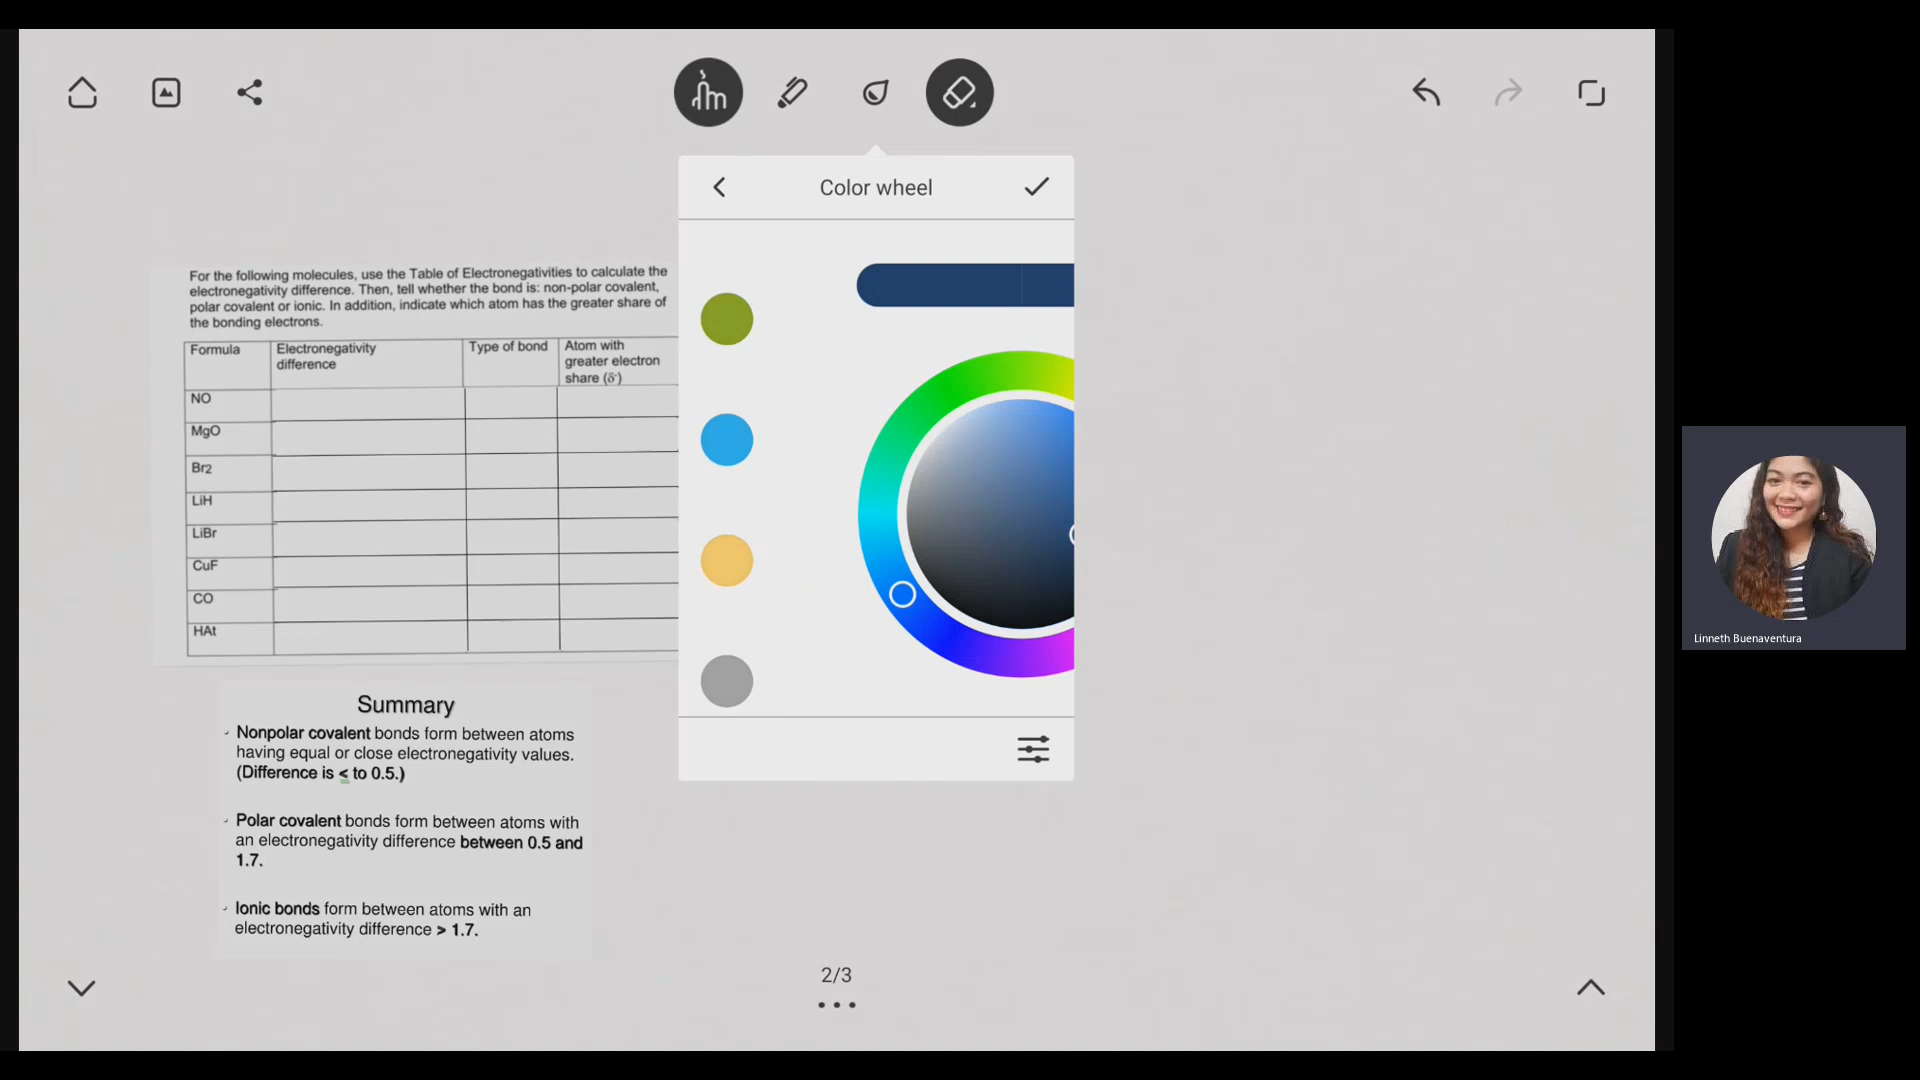 Color wheel
For the following molecules, use the Table of Electronegativities to calculate the
electronegativity difference. Then, tell whether the bond is: non-polar covalent,
polar covalent or ionic. In addition, indicate which atom has the greater share of
the bonding electrons.
Formula
Electronegativity
difference
Type of bond
Atom with
greater electron
share (δ-)
NO
MgO
Br2
LiH
LiBr
CuF
CO
HAt
Summary
Nonpolar covalent bonds form between atoms
having equal or close electronegativity values.
(Difference is < to 0.5.)
Polar covalent bonds form between atoms with
an electronegativity difference between 0.5 and
1.7.
Ionic bonds form between atoms with an
electronegativity difference > 1.7.
2/3
Linneth Buenaventura